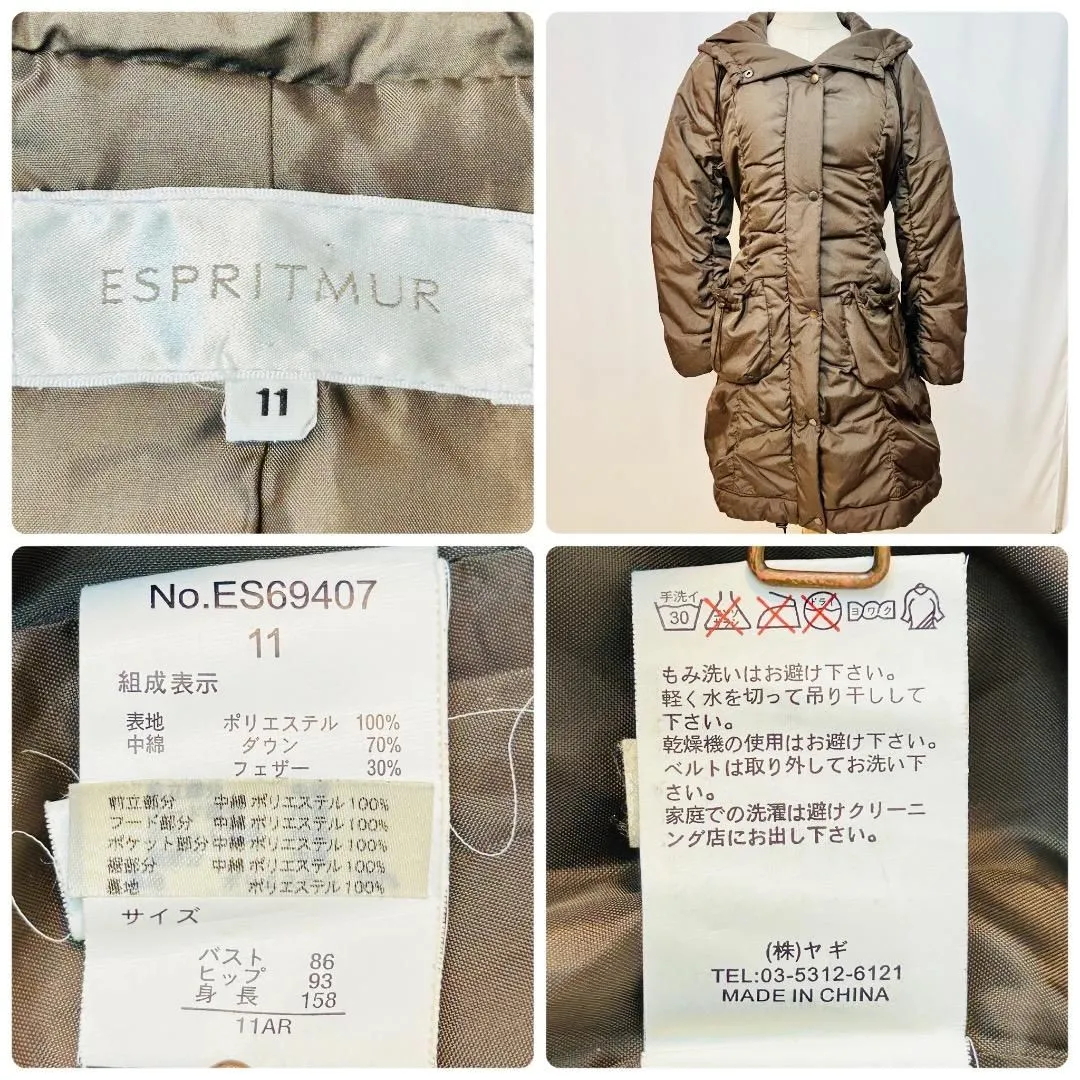 ESPRITMUR
11
No.ES69407
11
組成表示
表地 ポリエステル 100%
中綿 ダウン 70%
フェザー 30%
前立部分 中綿 ポリエステル100%
フード部分 中綿 ポリエステル100%
ポケット部分 中綿 ポリエステル100%
裾部分 中綿 ポリエステル100%
裏地 ポリエステル100%
サイズ
バスト 86
ヒップ 93
身長 158
11AR
手洗イ
30 エンソサラシ ドライ ヨワク
もみ洗いはお避け下さい。
軽く水を切って吊り干しして
下さい。
乾燥機の使用はお避け下さい。
ベルトは取り外してお洗い下
さい。
家庭での洗濯は避けクリーニ
ング店にお出し下さい。
(株)ヤギ
TEL:03-5312-6121
MADE IN CHINA